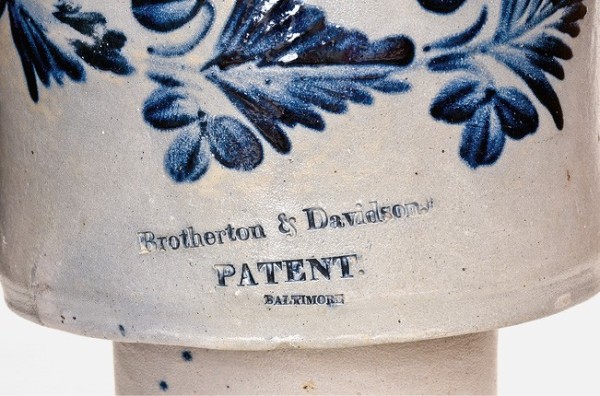 Brotherton & Davidson.
PATENT.
BALTIMORE